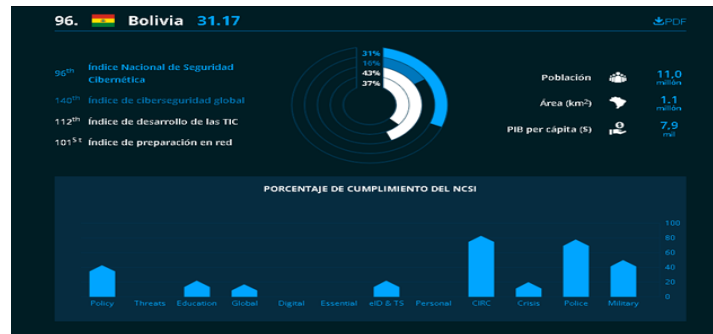 96. Bolivia 31.17
PDF
96th Índice Nacional de Seguridad
Cibernética
140th Índice de ciberseguridad global
112th Índice de desarrollo de las TIC
101st Índice de preparación en red
31%
16%
43%
37%
Población 11,0
millón
Área (km²) 1.1
millón
PIB per cápita ($) 7,9
mil
PORCENTAJE DE CUMPLIMIENTO DEL NCSI
100
80
60
40
20
0
Policy Threats Education Global Digital Essential eID & TS Personal CIRC Crisis Police Military